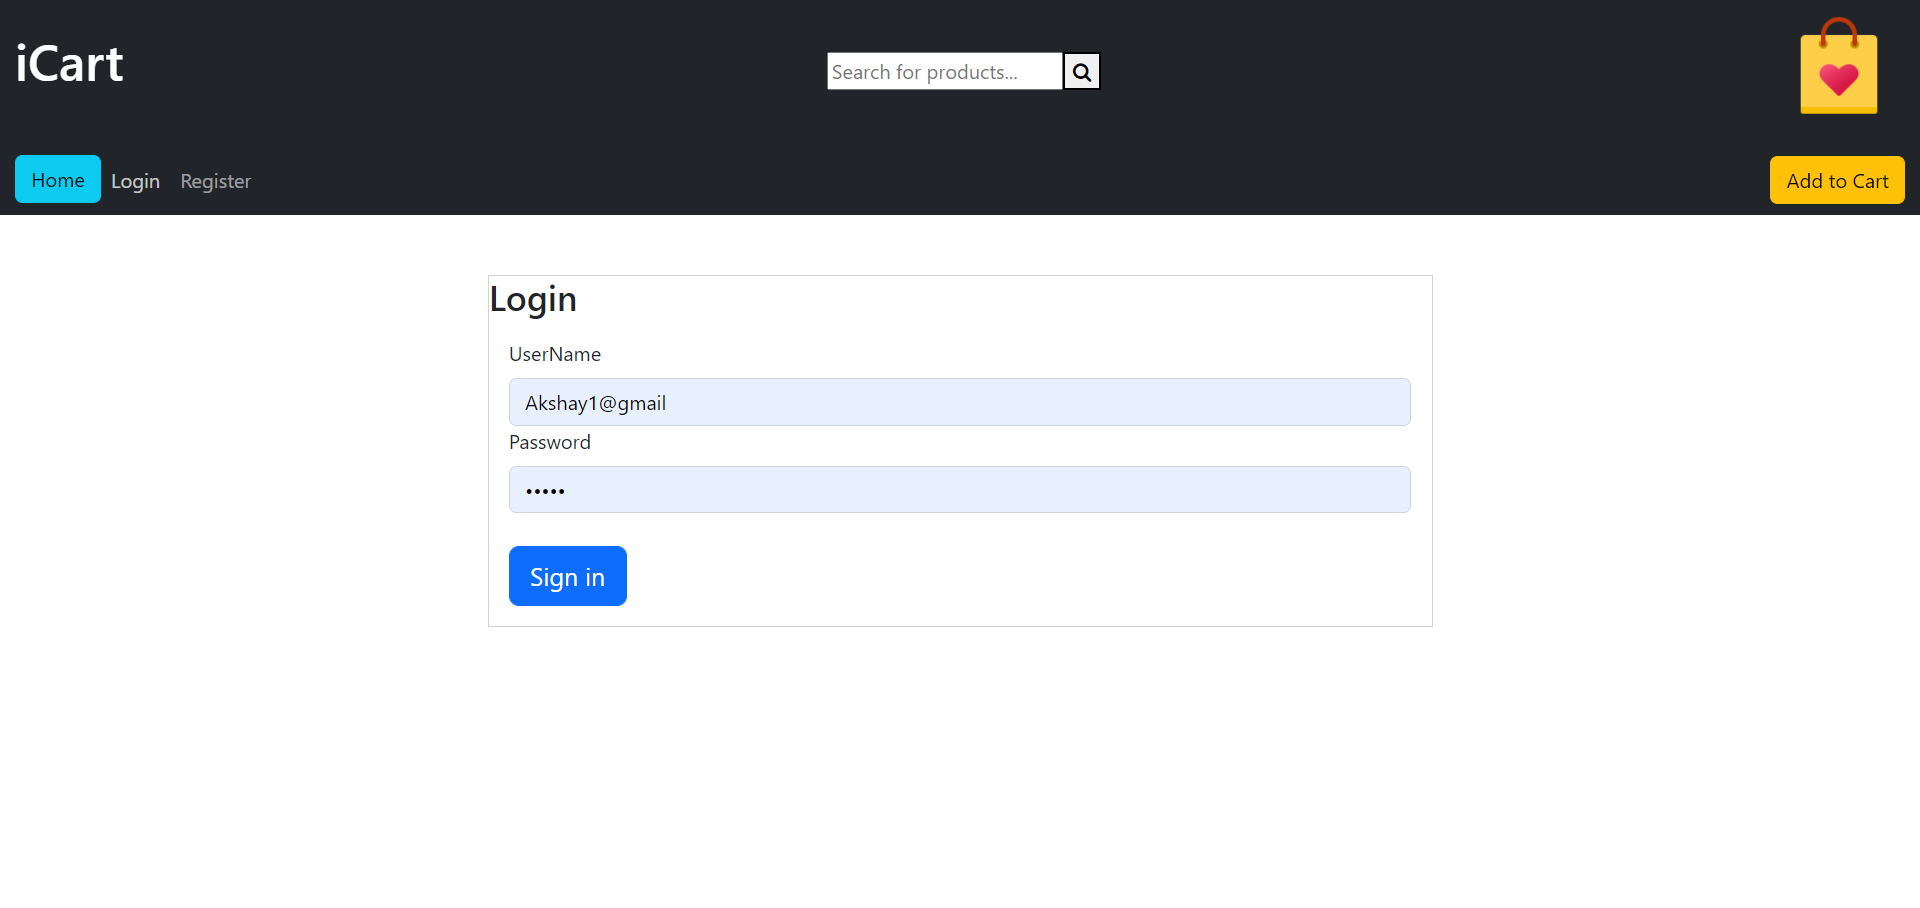 iCart
Search for products...
Home Login Register
Add to Cart
Login
UserName
Akshay1@gmail
Password
•••••
Sign in